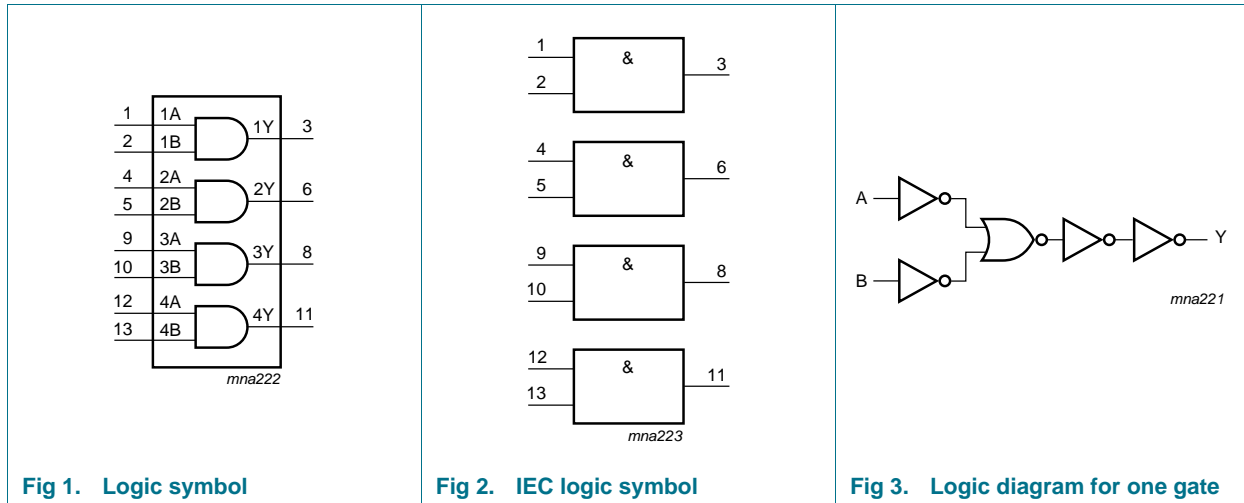 1 1A
2 1B
1Y 3
4 2A
5 2B
2Y 6
9 3A
10 3B
3Y 8
12 4A
13 4B
4Y 11
mna222
Fig 1. Logic symbol
1
2
&
3
4
5
&
6
9
10
&
8
12
13
&
11
mna223
Fig 2. IEC logic symbol
A
B
Y
mna221
Fig 3. Logic diagram for one gate